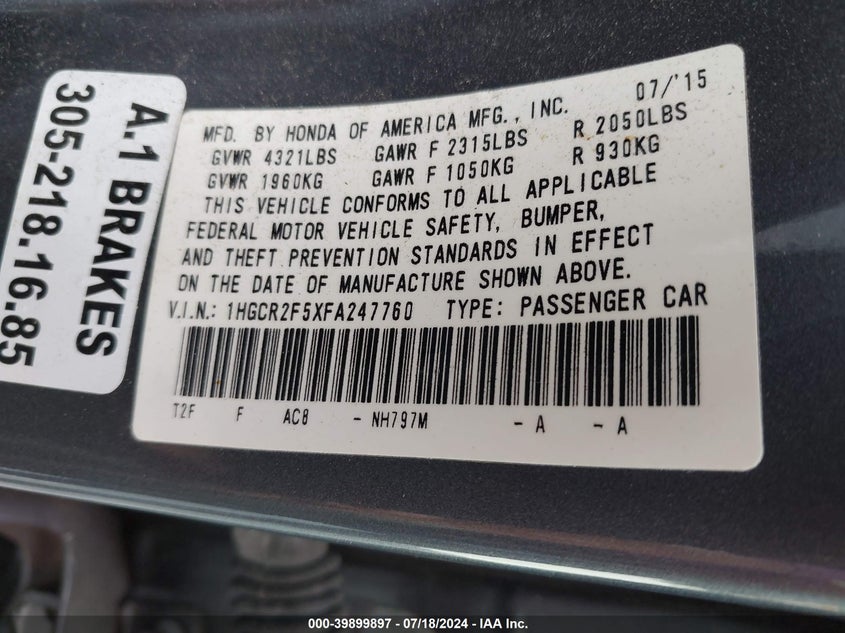 A.1 BRAKES
305-218.16.85
07/'15
MFD. BY HONDA OF AMERICA MFG., INC.
GVWR 4321LBS GAWR F 2315LBS R 2050LBS
GVWR 1960KG GAWR F 1050KG R 930KG
THIS VEHICLE CONFORMS TO ALL APPLICABLE
FEDERAL MOTOR VEHICLE SAFETY, BUMPER,
AND THEFT PREVENTION STANDARDS IN EFFECT
ON THE DATE OF MANUFACTURE SHOWN ABOVE.
V.I.N.: 1HGCR2F5XFA247760 TYPE: PASSENGER CAR
T2F F AC8 - NH797M - A - A
000-39899897 - 07/18/2024 - IAA Inc.